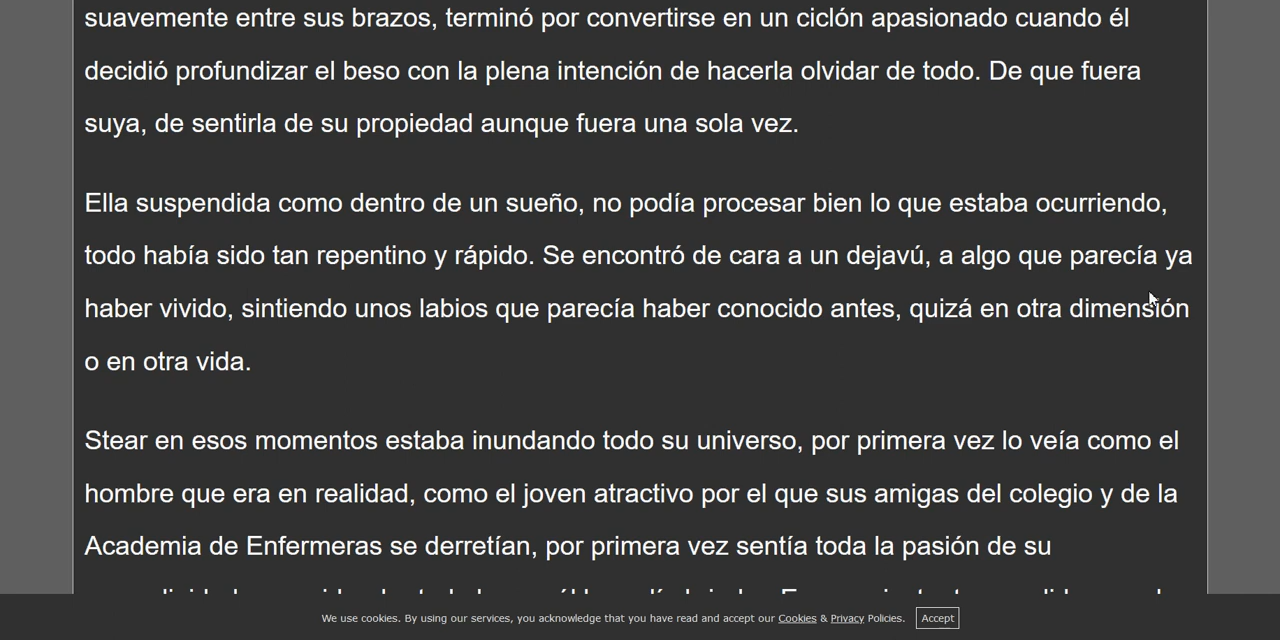 suavemente entre sus brazos, terminó por convertirse en un ciclón apasionado cuando él
decidió profundizar el beso con la plena intención de hacerla olvidar de todo. De que fuera
suya, de sentirla de su propiedad aunque fuera una sola vez.
Ella suspendida como dentro de un sueño, no podía procesar bien lo que estaba ocurriendo,
todo había sido tan repentino y rápido. Se encontró de cara a un dejavú, a algo que parecía ya
haber vivido, sintiendo unos labios que parecía haber conocido antes, quizá en otra dimensión
o en otra vida.
Stear en esos momentos estaba inundando todo su universo, por primera vez lo veía como el
hombre que era en realidad, como el joven atractivo por el que sus amigas del colegio y de la
Academia de Enfermeras se derretían, por primera vez sentía toda la pasión de su
We use cookies. By using our services, you acknowledge that you have read and accept our Cookies & Privacy Policies. Accept